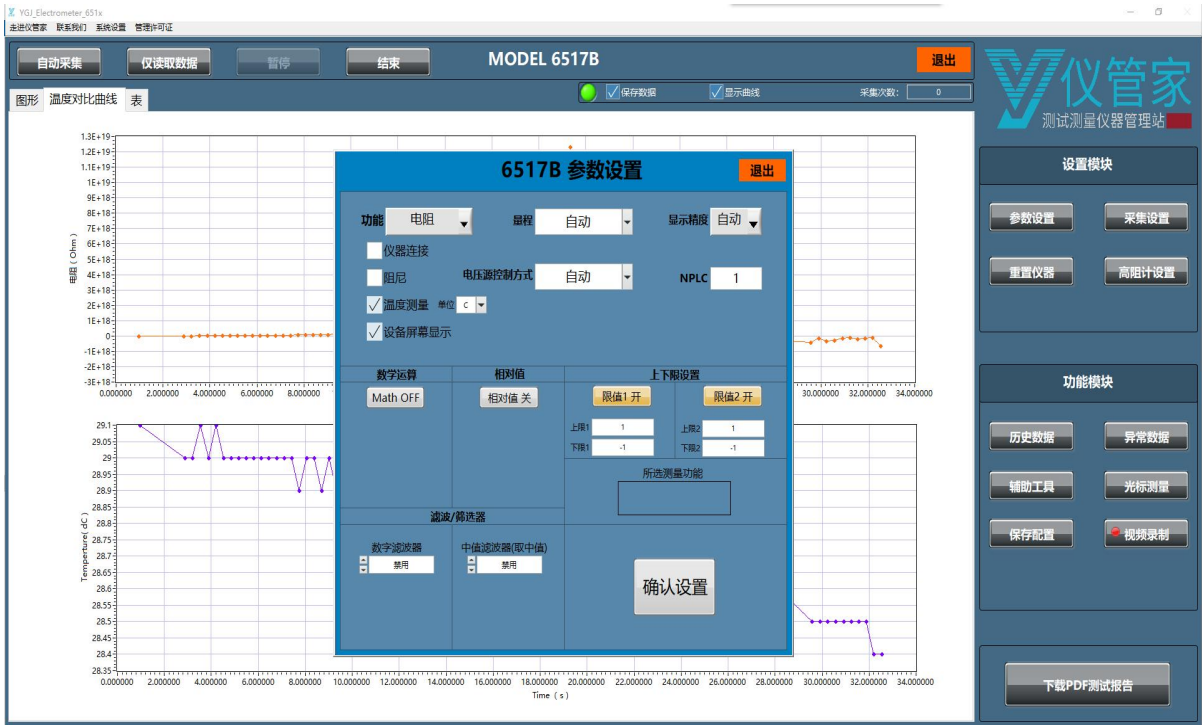 YGJ_Electrometer_651x
走进仪管家 联系我们 系统设置 管理许可证
自动采集 仅读取数据 暂停 结束 MODEL 6517B 退出
保存数据 显示曲线 采集次数: 0
图形 温度对比曲线 表
仪管家
测试测量仪器管理站
1.3E+19
1.2E+19
1.1E+19
1E+19
9E+18
8E+18
7E+18
6E+18
5E+18
4E+18
3E+18
2E+18
1E+18
0
-1E+18
-2E+18
-3E+18
电阻 ( Ohm )
0.000000 2.000000 4.000000 6.000000 8.000000 30.000000 32.000000 34.000000
29.1
29.05
29
28.95
28.9
28.85
28.8
28.75
28.7
28.65
28.6
28.55
28.5
28.45
28.4
28.35
Temperture( dC )
0.000000 2.000000 4.000000 6.000000 8.000000 10.000000 12.000000 14.000000 16.000000 18.000000 20.000000 22.000000 24.000000 26.000000 28.000000 30.000000 32.000000 34.000000
Time ( s )
6517B 参数设置 退出
功能 电阻 量程 自动 显示精度 自动
仪器连接
阻尼 电压源控制方式 自动 NPLC 1
温度测量 单位 C
设备屏幕显示
数学运算 相对值 上下限设置
Math OFF 相对值 关 限值1 开 限值2 开
上限1 1 上限2 1
下限1 -1 下限2 -1
所选测量功能
滤波/筛选器
数字滤波器 中值滤波器(取中值)
禁用 禁用
确认设置
设置模块
参数设置 采集设置
重置仪器 高阻计设置
功能模块
历史数据 异常数据
辅助工具 光标测量
保存配置 视频录制
下载PDF测试报告